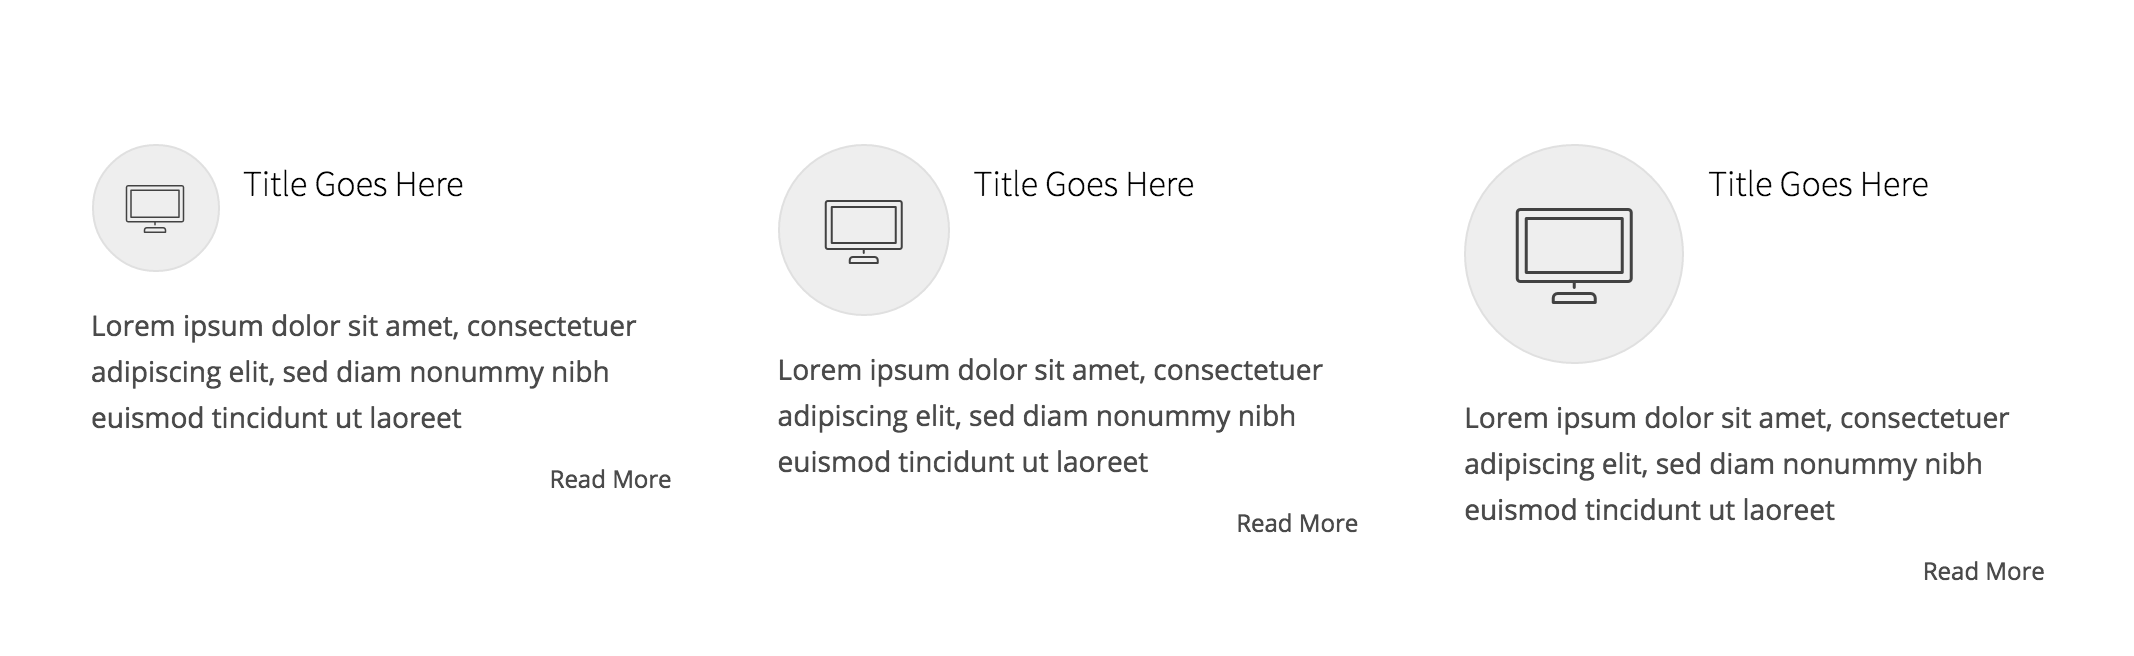 Title Goes Here
Lorem ipsum dolor sit amet, consectetuer
adipiscing elit, sed diam nonummy nibh
euismod tincidunt ut laoreet
Read More
Title Goes Here
Lorem ipsum dolor sit amet, consectetuer
adipiscing elit, sed diam nonummy nibh
euismod tincidunt ut laoreet
Read More
Title Goes Here
Lorem ipsum dolor sit amet, consectetuer
adipiscing elit, sed diam nonummy nibh
euismod tincidunt ut laoreet
Read More